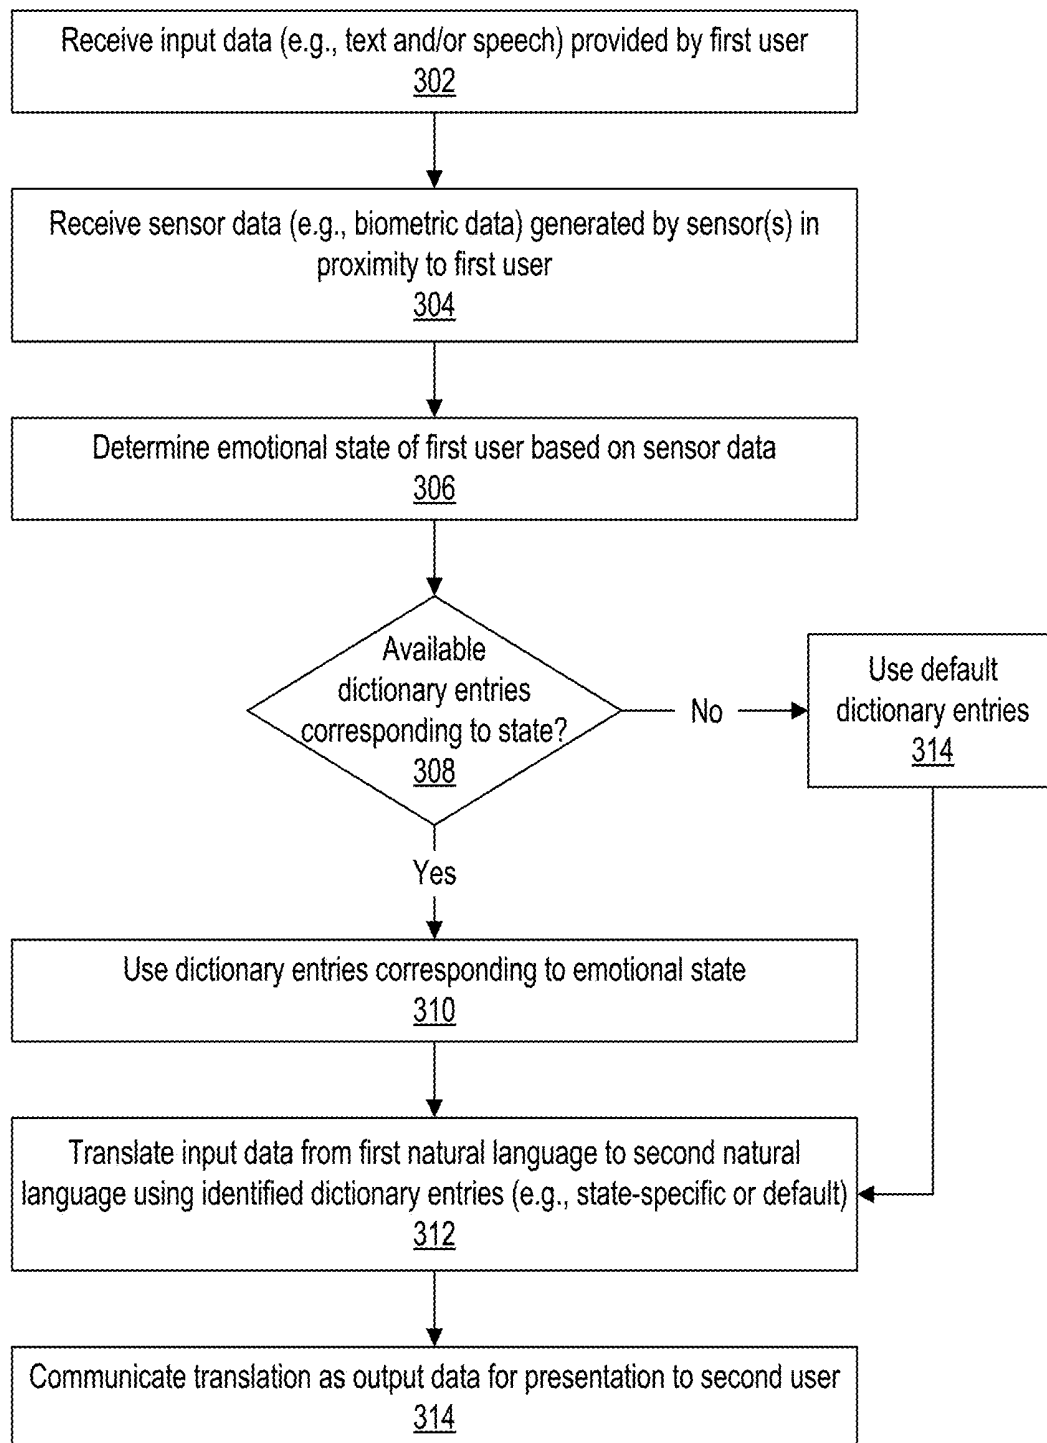 Receive input data (e.g., text and/or speech) provided by first user
302
Receive sensor data (e.g., biometric data) generated by sensor(s) in
proximity to first user
304
Determine emotional state of first user based on sensor data
306
Available
dictionary entries
corresponding to state?
308
No
Use default
dictionary entries
314
Yes
Use dictionary entries corresponding to emotional state
310
Translate input data from first natural language to second natural
language using identified dictionary entries (e.g., state-specific or default)
312
Communicate translation as output data for presentation to second user
314